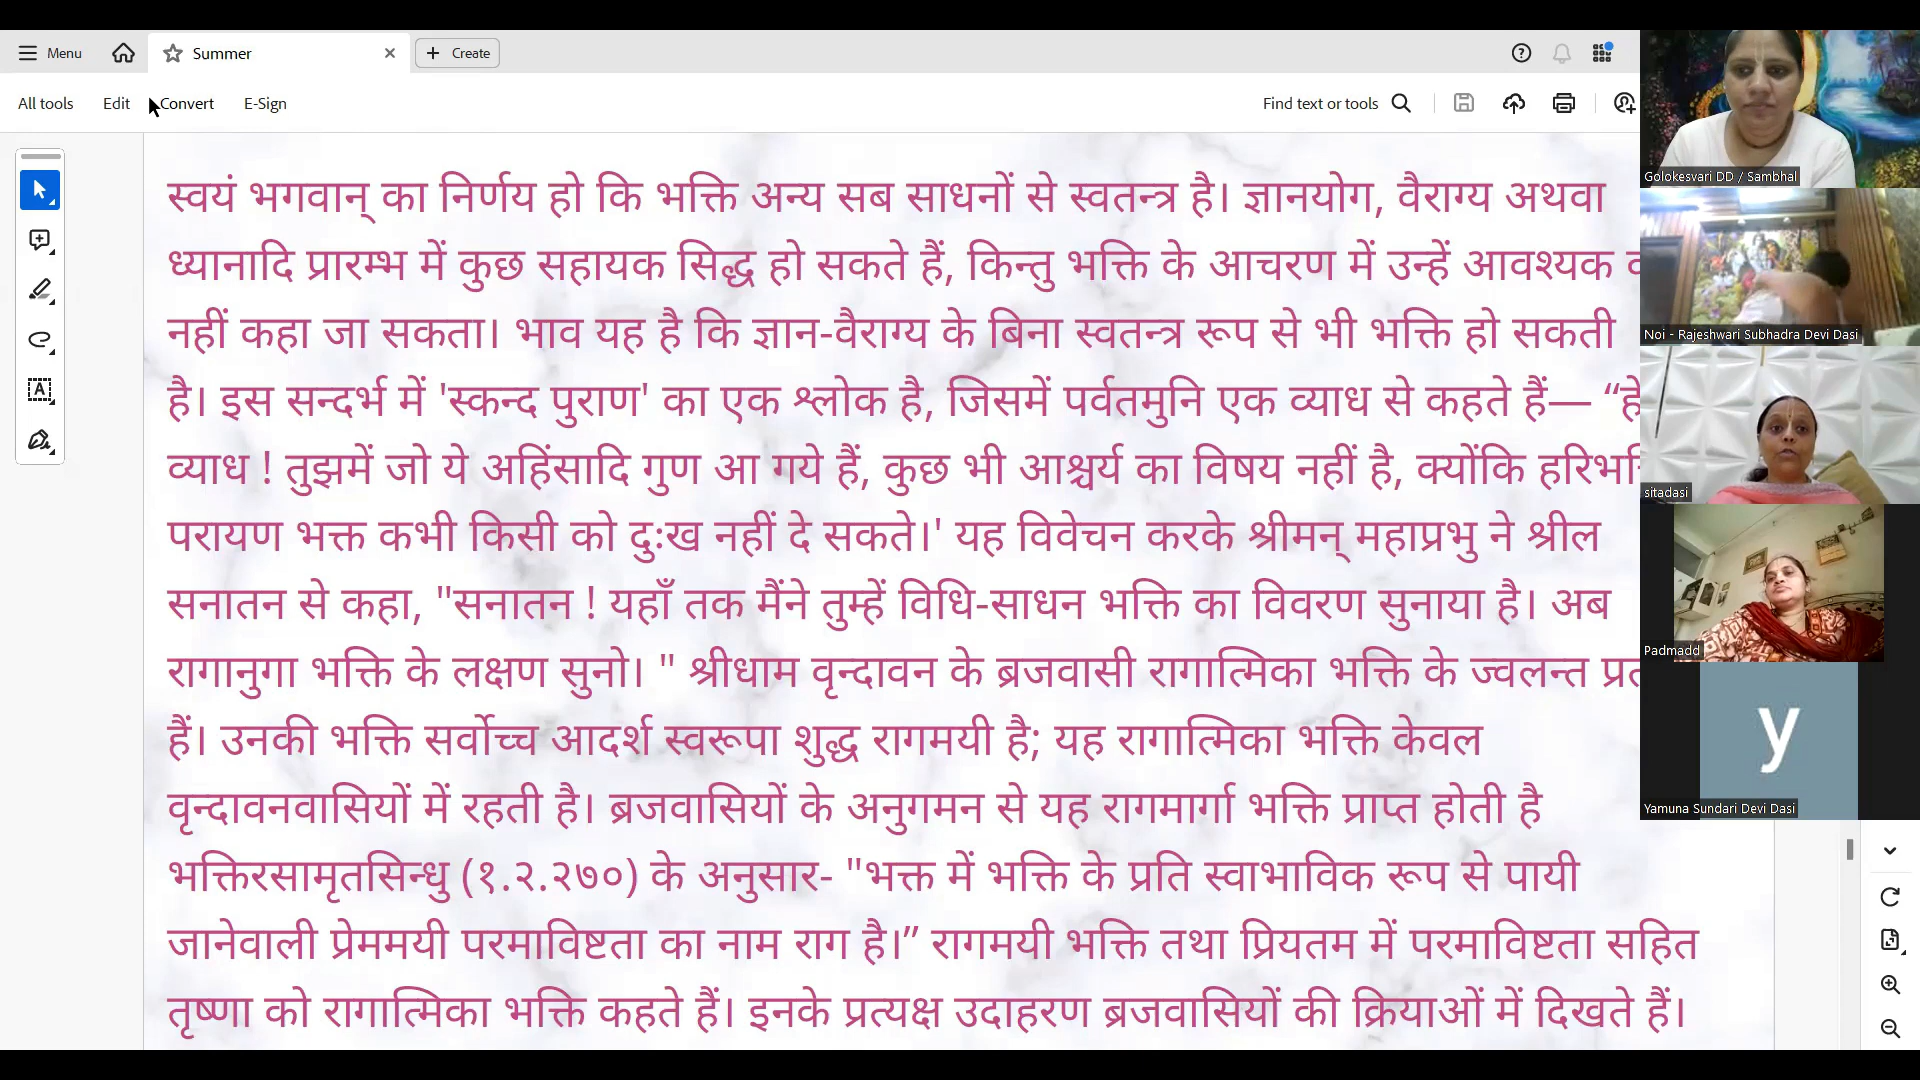 Menu
Summer
Create
All tools
Edit
Convert
E-Sign
Find text or tools
स्वयं भगवान् का निर्णय हो कि भक्ति अन्य सब साधनों से स्वतन्त्र है। ज्ञानयोग, वैराग्य अथवा
ध्यानादि प्रारम्भ में कुछ सहायक सिद्ध हो सकते हैं, किन्तु भक्ति के आचरण में उन्हें आवश्यक
नहीं कहा जा सकता। भाव यह है कि ज्ञान-वैराग्य के बिना स्वतन्त्र रूप से भी भक्ति हो सकती
है। इस सन्दर्भ में 'स्कन्द पुराण' का एक श्लोक है, जिसमें पर्वतमुनि एक व्याध से कहते हैं— “हे
व्याध ! तुझमें जो ये अहिंसादि गुण आ गये हैं, कुछ भी आश्चर्य का विषय नहीं है, क्योंकि
परायण भक्त कभी किसी को दुःख नहीं दे सकते।' यह विवेचन करके श्रीमन् महाप्रभु ने श्रील
सनातन से कहा, "सनातन ! यहाँ तक मैंने तुम्हें विधि-साधन भक्ति का विवरण सुनाया है। अब
रागानुगा भक्ति के लक्षण सुनो। " श्रीधाम वृन्दावन के ब्रजवासी रागात्मिका भक्ति के ज्वलन्त
हैं। उनकी भक्ति सर्वोच्च आदर्श स्वरूपा शुद्ध रागमयी है; यह रागात्मिका भक्ति केवल
वृन्दावनवासियों में रहती है। ब्रजवासियों के अनुगमन से यह रागमार्गा भक्ति प्राप्त होती है
भक्तिरसामृतसिन्धु (१.२.२७०) के अनुसार- "भक्त में भक्ति के प्रति स्वाभाविक रूप से पायी
जानेवाली प्रेममयी परमाविष्टता का नाम राग है।” रागमयी भक्ति तथा प्रियतम में परमाविष्टता सहित
तृष्णा को रागात्मिका भक्ति कहते हैं। इनके प्रत्यक्ष उदाहरण ब्रजवासियों की क्रियाओं में दिखते हैं।
Golokesvari DD / Sambhal
Noi - Rajeshwari Subhadra Devi Dasi
sitadasi
Padmadd
y
Yamuna Sundari Devi Dasi